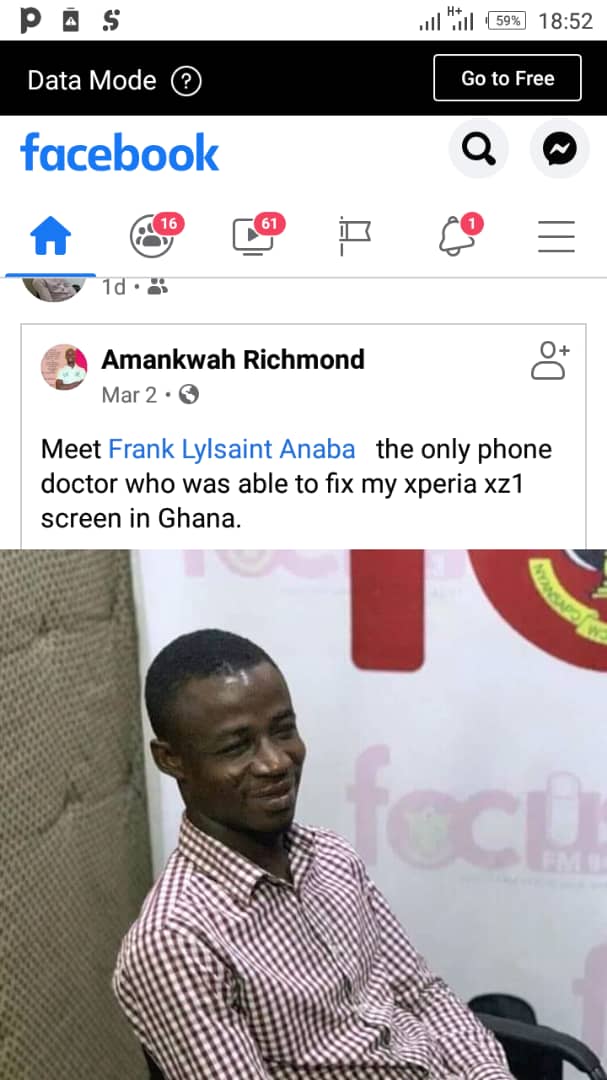 H+
59%
18:52
Data Mode ?
Go to Free
facebook
16
61
1
1d
Amankwah Richmond
Mar 2
Meet Frank Lylsaint Anaba the only phone
doctor who was able to fix my xperia xz1
screen in Ghana.
focus
FM